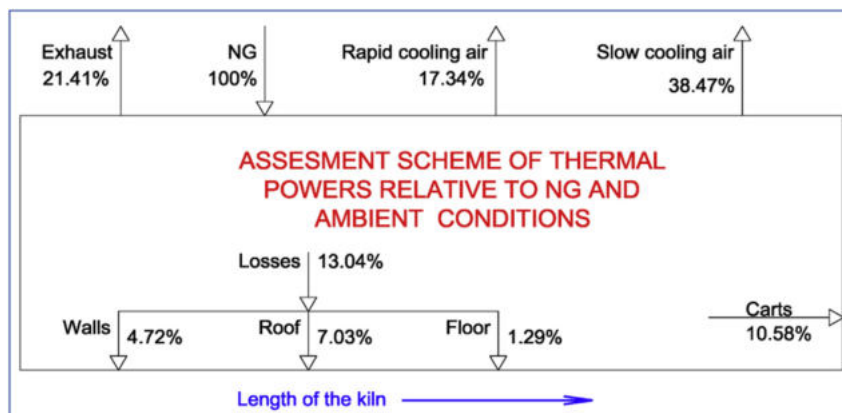 Exhaust
21.41%
NG
100%
Rapid cooling air
17.34%
Slow cooling air
38.47%
ASSESMENT SCHEME OF THERMAL
POWERS RELATIVE TO NG AND
AMBIENT CONDITIONS
Losses 13.04%
Walls 4.72%
Roof 7.03%
Floor 1.29%
Carts
10.58%
Length of the kiln